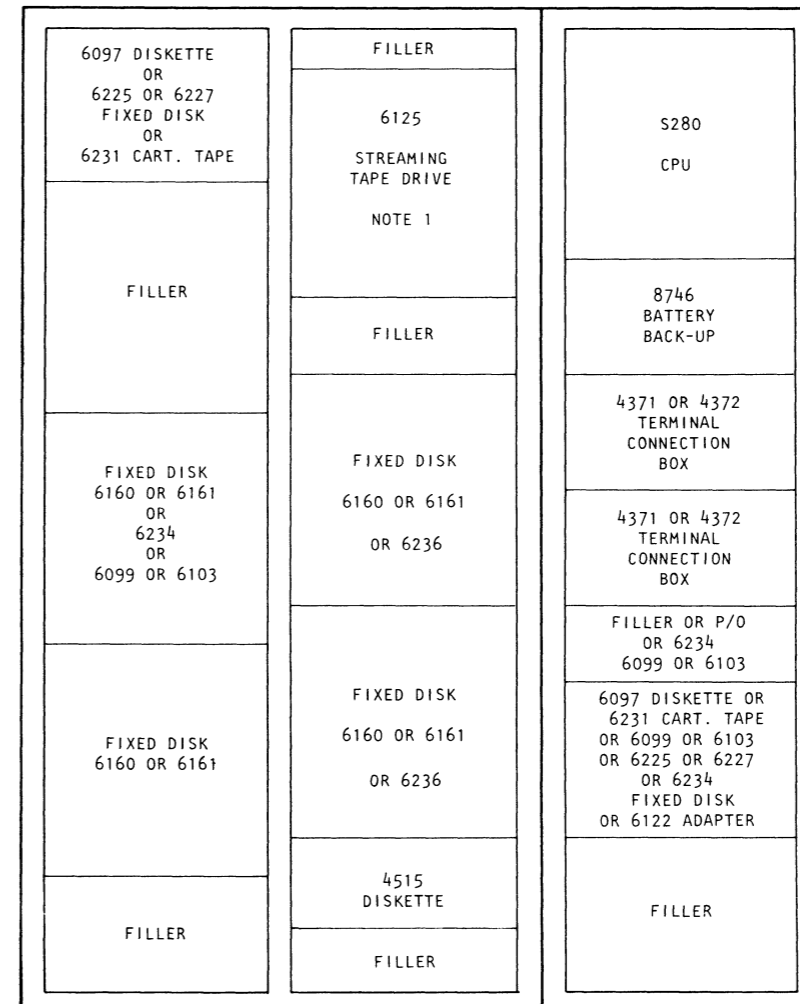 6097 DISKETTE
OR
6225 OR 6227
FIXED DISK
OR
6231 CART. TAPE
FILLER
FIXED DISK
6160 OR 6161
OR
6234
OR
6099 OR 6103
FIXED DISK
6160 OR 6161
FILLER
FILLER
6125
STREAMING
TAPE DRIVE
NOTE 1
FILLER
FIXED DISK
6160 OR 6161
OR 6236
FIXED DISK
6160 OR 6161
OR 6236
4515
DISKETTE
FILLER
S280
CPU
8746
BATTERY
BACK-UP
4371 OR 4372
TERMINAL
CONNECTION
BOX
4371 OR 4372
TERMINAL
CONNECTION
BOX
FILLER OR P/O
OR 6234
6099 OR 6103
6097 DISKETTE OR
6231 CART. TAPE
OR 6099 OR 6103
OR 6225 OR 6227
OR 6234
FIXED DISK
OR 6122 ADAPTER
FILLER